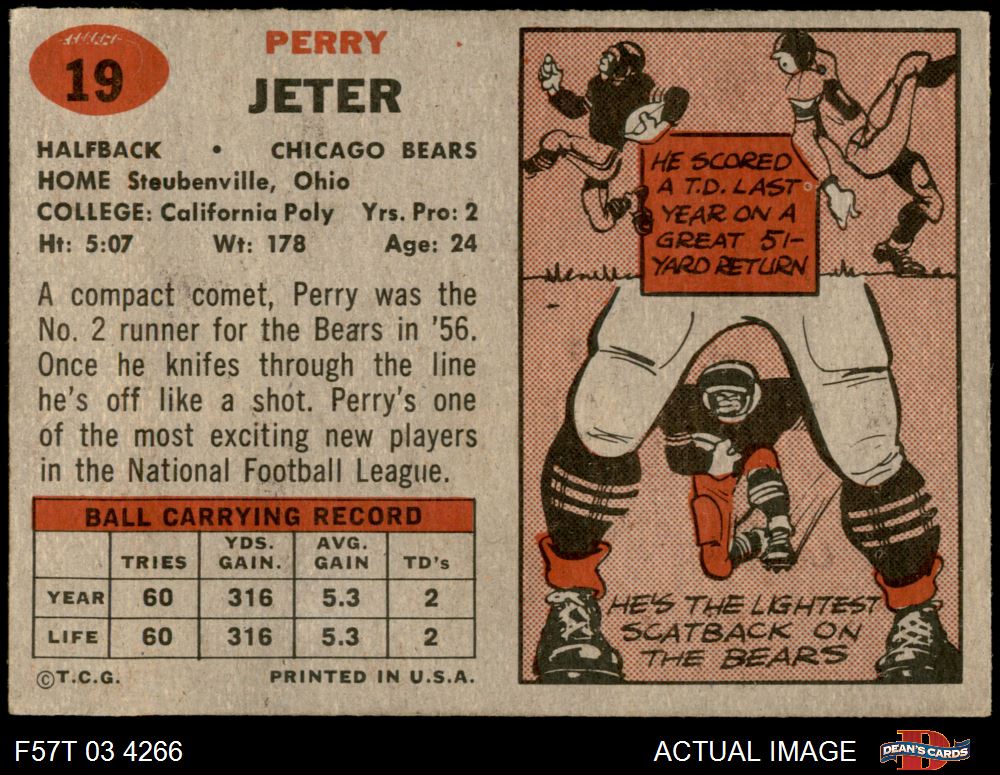 19
PERRY
JETER
HALFBACK • CHICAGO BEARS
HOME Steubenville, Ohio
COLLEGE: California Poly Yrs. Pro: 2
Ht: 5:07 Wt: 178 Age: 24
A compact comet, Perry was the
No. 2 runner for the Bears in '56.
Once he knifes through the line
he's off like a shot. Perry's one
of the most exciting new players
in the National Football League.
BALL CARRYING RECORD
TRIES YDS. GAIN. AVG. GAIN TD's
YEAR 60 316 5.3 2
LIFE 60 316 5.3 2
©T.C.G. PRINTED IN U.S.A.
HE SCORED
A T.D. LAST
YEAR ON A
GREAT 51-
YARD RETURN
HE'S THE LIGHTEST
SCATBACK ON
THE BEARS
F57T 03 4266 ACTUAL IMAGE D DEAN'S CARDS